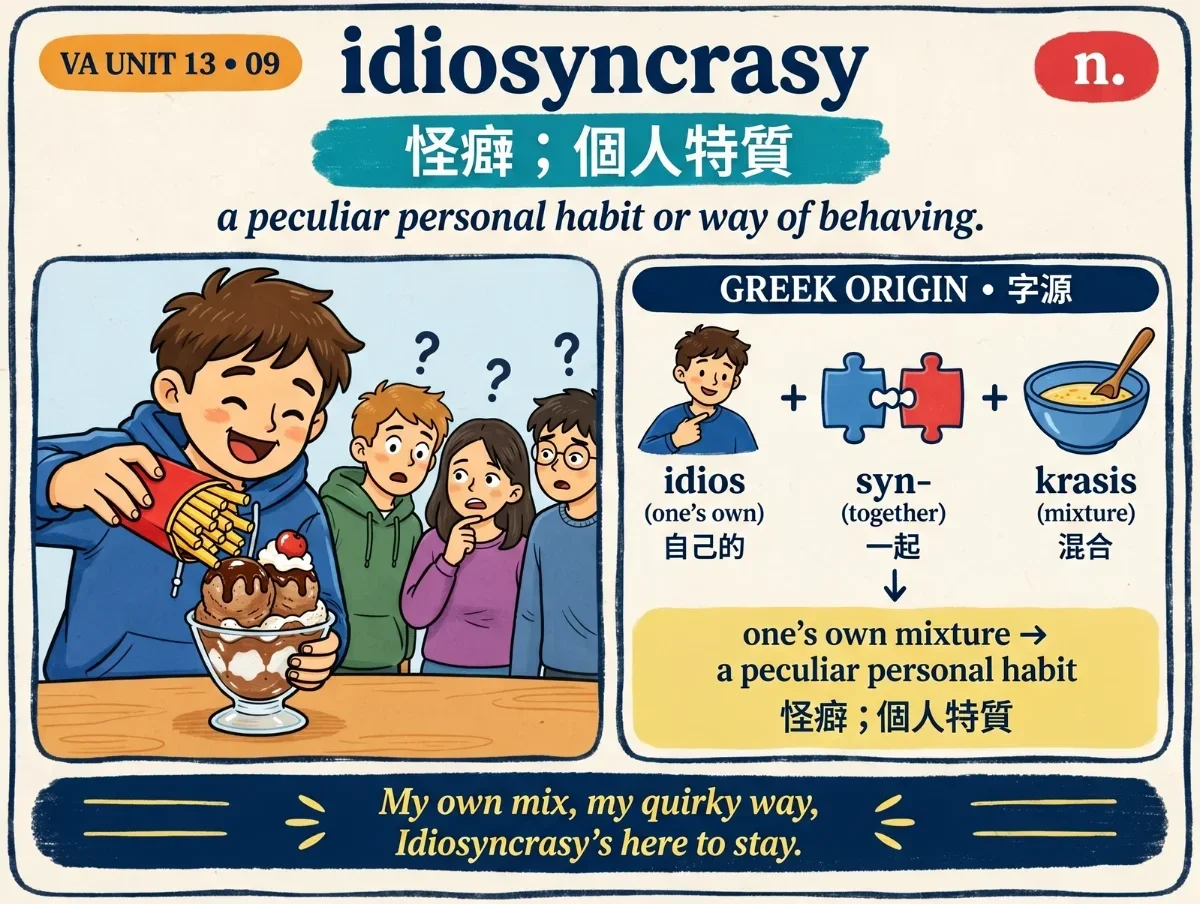 VA UNIT 13 • 09
idiosyncrasy
n.
怪癖；個人特質
a peculiar personal habit or way of behaving.
? ? ?
GREEK ORIGIN • 字源
+ +
idios syn- krasis
(one's own) (together) (mixture)
自己的 一起 混合
↓
one's own mixture →
a peculiar personal habit
怪癖；個人特質
My own mix, my quirky way,
Idiosyncrasy's here to stay.